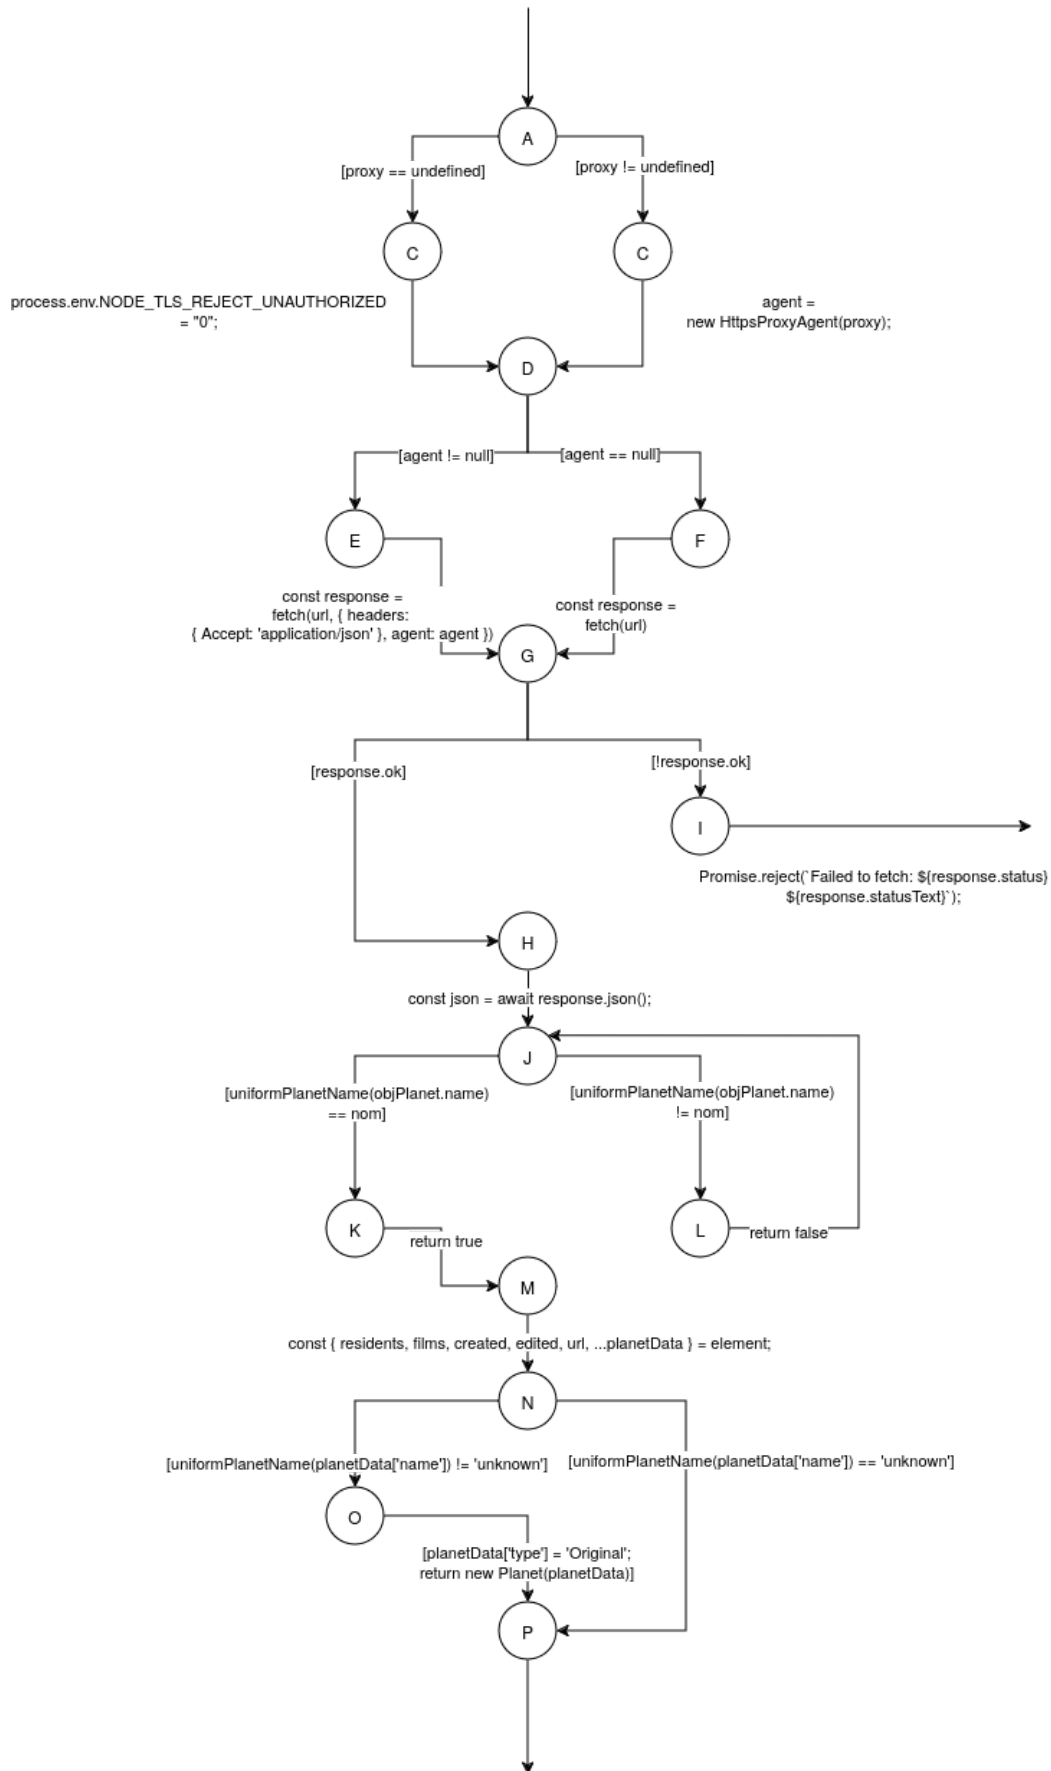 A
[proxy == undefined]
[proxy != undefined]
C
C
process.env.NODE_TLS_REJECT_UNAUTHORIZED
= "0";
agent =
new HttpsProxyAgent(proxy);
D
[agent != null]
[agent == null]
E
F
const response =
fetch(url, { headers:
{ Accept: 'application/json' }, agent: agent })
const response =
fetch(url)
G
[response.ok]
[!response.ok]
I
Promise.reject(`Failed to fetch: ${response.status}
${response.statusText}`);
H
const json = await response.json();
J
[uniformPlanetName(objPlanet.name)
== nom]
[uniformPlanetName(objPlanet.name)
!= nom]
K
return true
L
return false
M
const { residents, films, created, edited, url, ...planetData } = element;
N
[uniformPlanetName(planetData['name']) != 'unknown']
[uniformPlanetName(planetData['name']) == 'unknown']
O
[planetData['type'] = 'Original';
return new Planet(planetData)]
P